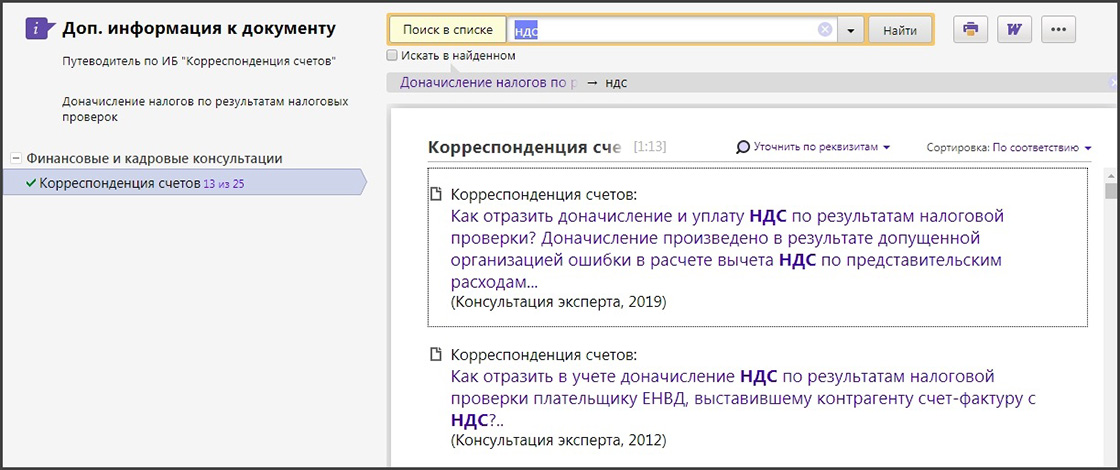 Доп. информация к документу
Путеводитель по ИБ "Корреспонденция счетов"
Доначисление налогов по результатам налоговых
проверок
Финансовые и кадровые консультации
Корреспонденция счетов 13 из 25
Поиск в списке ндс Найти
Искать в найденном
Доначисление налогов по р → ндс
Корреспонденция сче [1:13] Уточнить по реквизитам Сортировка: По соответствию
Корреспонденция счетов:
Как отразить доначисление и уплату НДС по результатам налоговой
проверки? Доначисление произведено в результате допущенной
организацией ошибки в расчете вычета НДС по представительским
расходам...
(Консультация эксперта, 2019)
Корреспонденция счетов:
Как отразить в учете доначисление НДС по результатам налоговой
проверки плательщику ЕНВД, выставившему контрагенту счет-фактуру с
НДС?..
(Консультация эксперта, 2012)